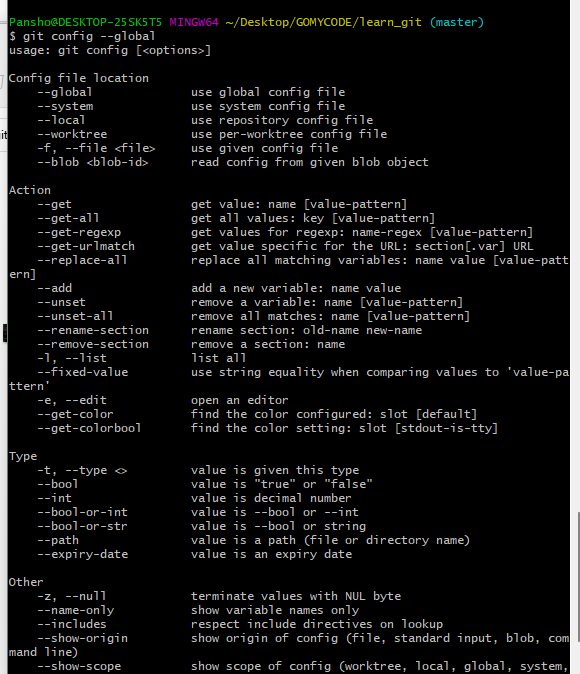 Pansho@DESKTOP-25SK5T5 MINGW64 ~/Desktop/GOMYCODE/learn_git (master)
$ git config --global
usage: git config [<options>]

Config file location
    --global              use global config file
    --system              use system config file
    --local               use repository config file
    --worktree            use per-worktree config file
    -f, --file <file>     use given config file
    --blob <blob-id>      read config from given blob object

Action
    --get                 get value: name [value-pattern]
    --get-all             get all values: key [value-pattern]
    --get-regexp          get values for regexp: name-regex [value-pattern]
    --get-urlmatch        get value specific for the URL: section[.var] URL
    --replace-all         replace all matching variables: name value [value-patt
ern]
    --add                 add a new variable: name value
    --unset               remove a variable: name [value-pattern]
    --unset-all           remove all matches: name [value-pattern]
    --rename-section      rename section: old-name new-name
    --remove-section      remove a section: name
    -l, --list            list all
    --fixed-value         use string equality when comparing values to 'value-pa
ttern'
    -e, --edit            open an editor
    --get-color           find the color configured: slot [default]
    --get-colorbool       find the color setting: slot [stdout-is-tty]

Type
    -t, --type <>         value is given this type
    --bool                value is "true" or "false"
    --int                 value is decimal number
    --bool-or-int         value is --bool or --int
    --bool-or-str         value is --bool or string
    --path                value is a path (file or directory name)
    --expiry-date         value is an expiry date

Other
    -z, --null            terminate values with NUL byte
    --name-only           show variable names only
    --includes            respect include directives on lookup
    --show-origin         show origin of config (file, standard input, blob, com
mand line)
    --show-scope          show scope of config (worktree, local, global, system,